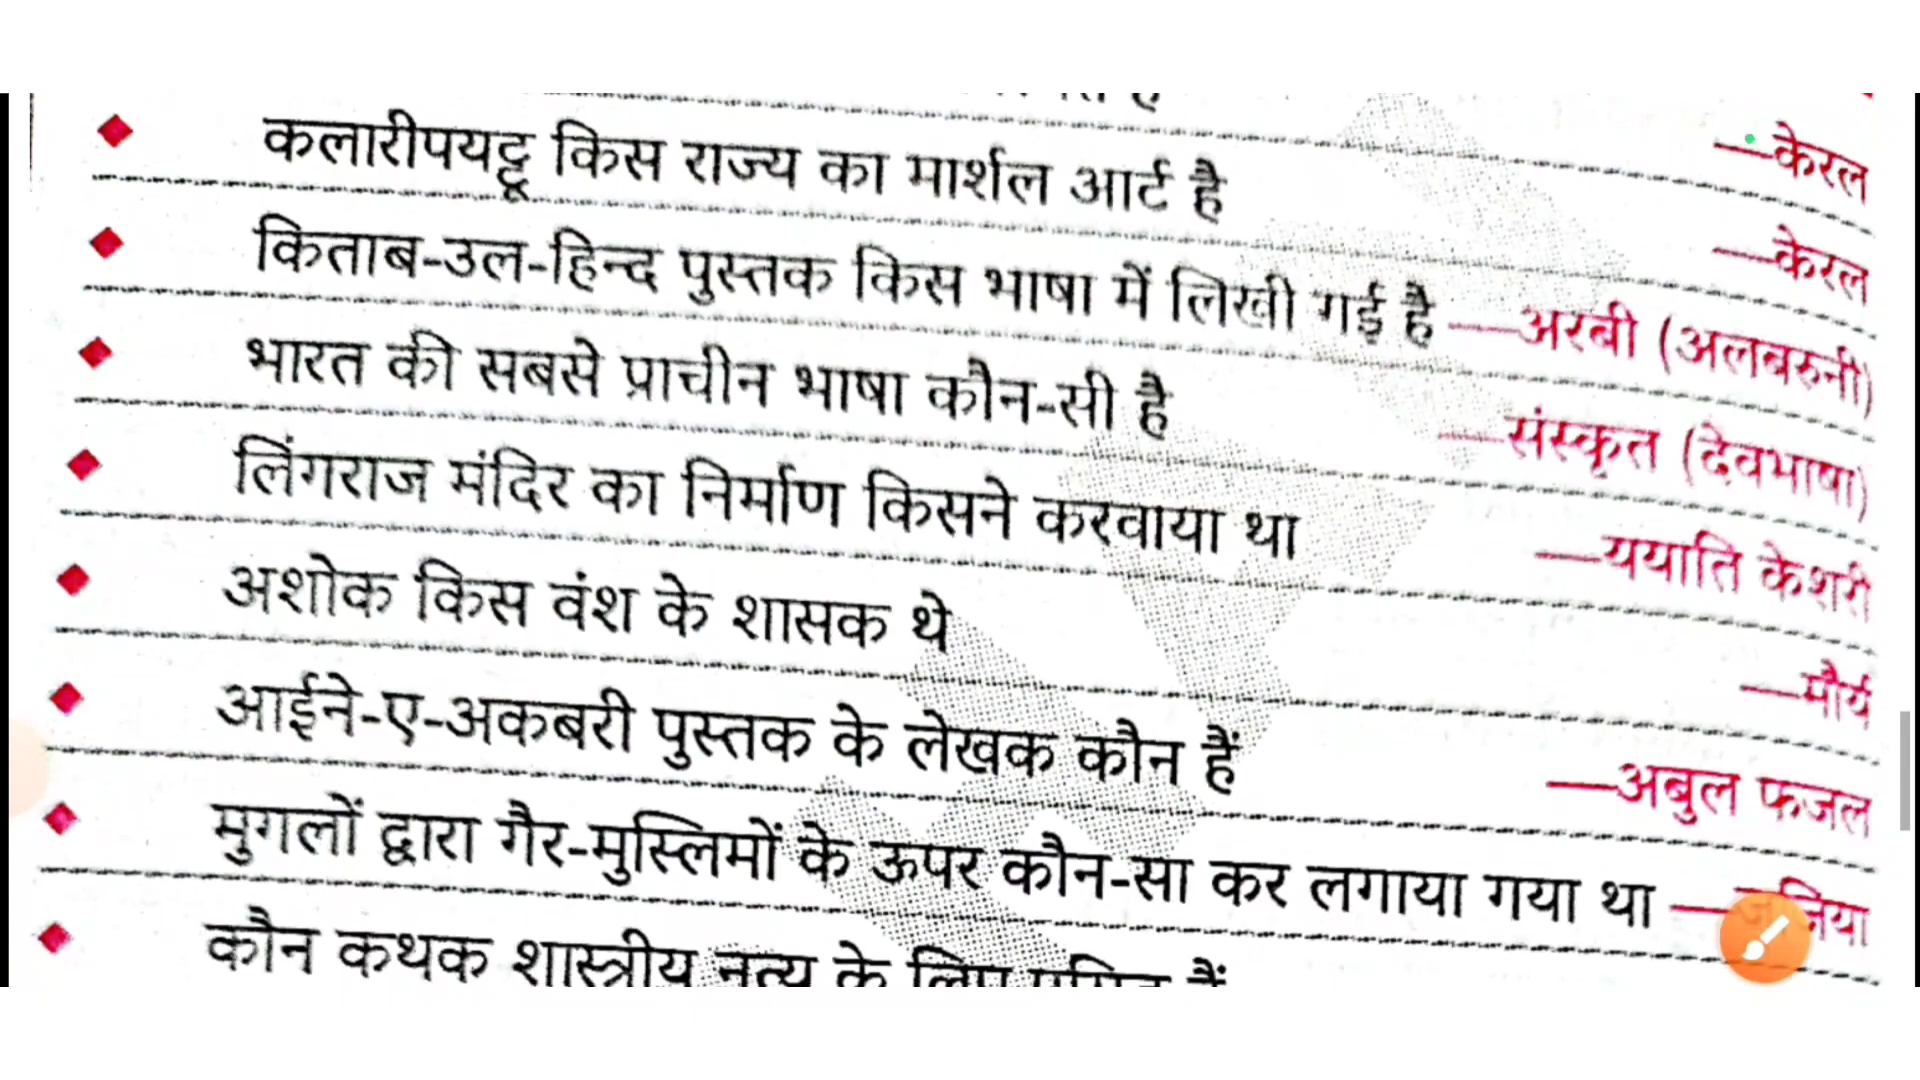 —केरल
कलारीपयट्टू किस राज्य का मार्शल आर्ट है —केरल
किताब-उल-हिन्द पुस्तक किस भाषा में लिखी गई है —अरबी (अलबरुनी)
भारत की सबसे प्राचीन भाषा कौन-सी है —संस्कृत (देवभाषा)
लिंगराज मंदिर का निर्माण किसने करवाया था —ययाति केशरी
अशोक किस वंश के शासक थे —मौर्य
आईने-ए-अकबरी पुस्तक के लेखक कौन हैं —अबुल फजल
मुगलों द्वारा गैर-मुस्लिमों के ऊपर कौन-सा कर लगाया गया था —जजिया
कौन कथक शास्त्रीय नृत्य के लिए हैं